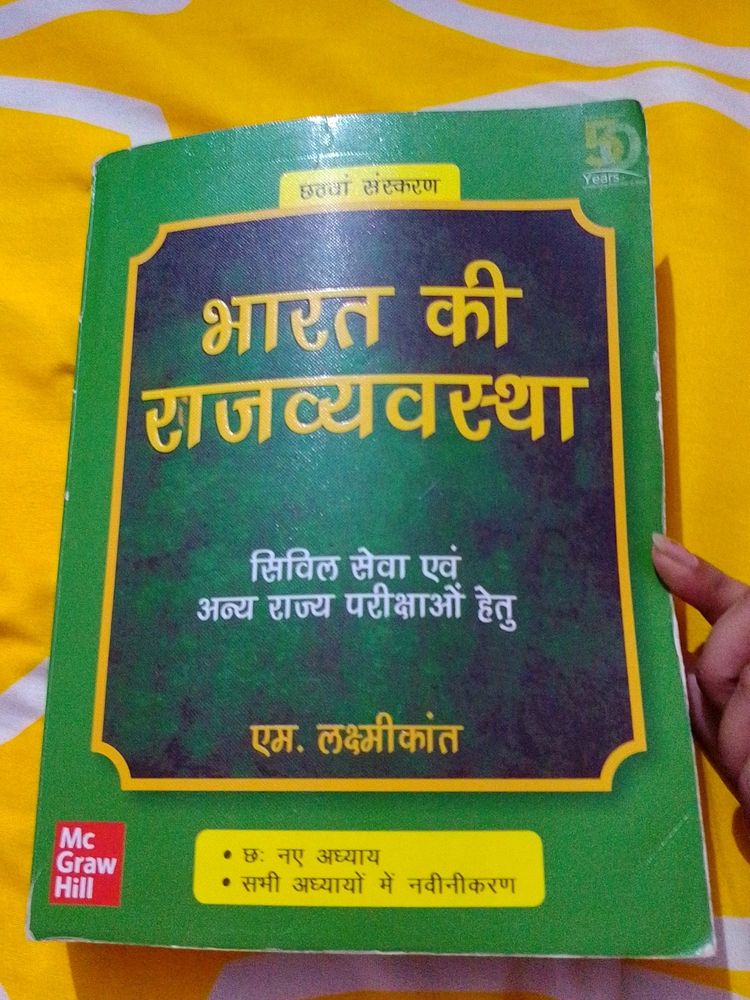 50
Years
छठवां संस्करण
भारत की
राजव्यवस्था
सिविल सेवा एवं
अन्य राज्य परीक्षाओं हेतु
एम. लक्ष्मीकांत
Mc
Graw
Hill
• छः नए अध्याय
• सभी अध्यायों में नवीनीकरण